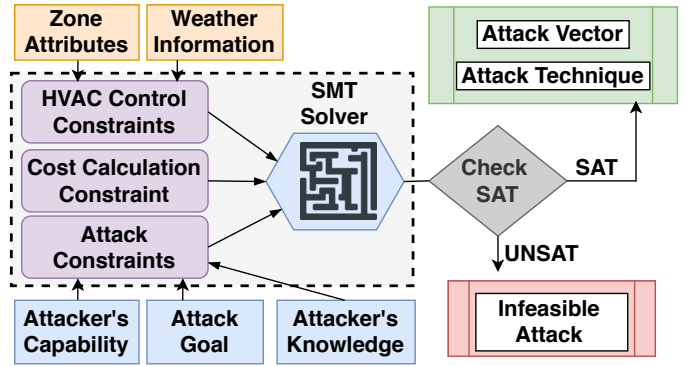 Zone
Attributes
Weather
Information
Attack Vector
Attack Technique
HVAC Control
Constraints
SMT
Solver
Cost Calculation
Constraint
Check
SAT
SAT
Attack
Constraints
UNSAT
Attacker's
Capability
Attack
Goal
Attacker's
Knowledge
Infeasible
Attack